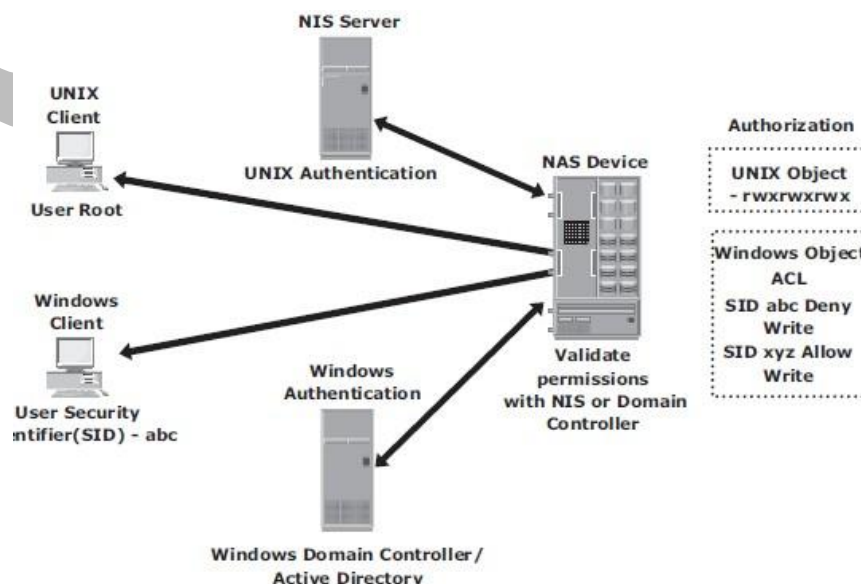 NIS Server
UNIX
Client
User Root
UNIX Authentication
NAS Device
Authorization
UNIX Object
- rwxrwxrwx
Windows Object
ACL
SID abc Deny
Write
SID xyz Allow
Write
Windows
Client
User Security
ntifier(SID) - abc
Windows
Authentication
Validate
permissions
with NIS or Domain
Controller
Windows Domain Controller/
Active Directory